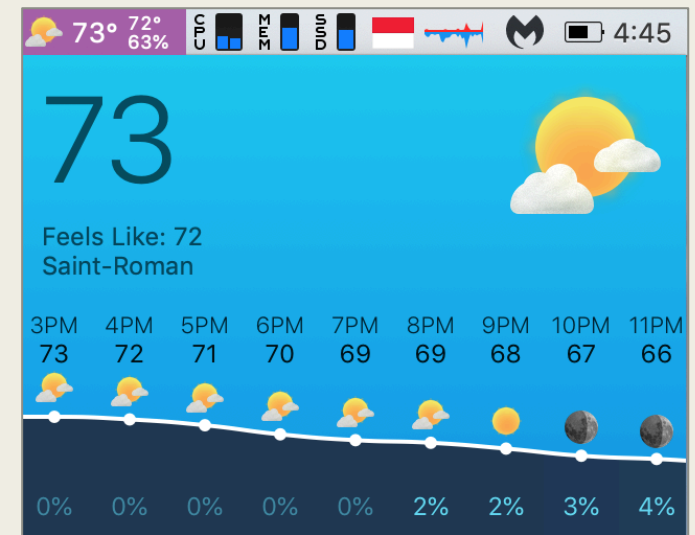 73° 72° 63% CPU MEM SSD 4:45
73
Feels Like: 72
Saint-Roman
3PM 4PM 5PM 6PM 7PM 8PM 9PM 10PM 11PM
73 72 71 70 69 69 68 67 66
0% 0% 0% 0% 0% 2% 2% 3% 4%